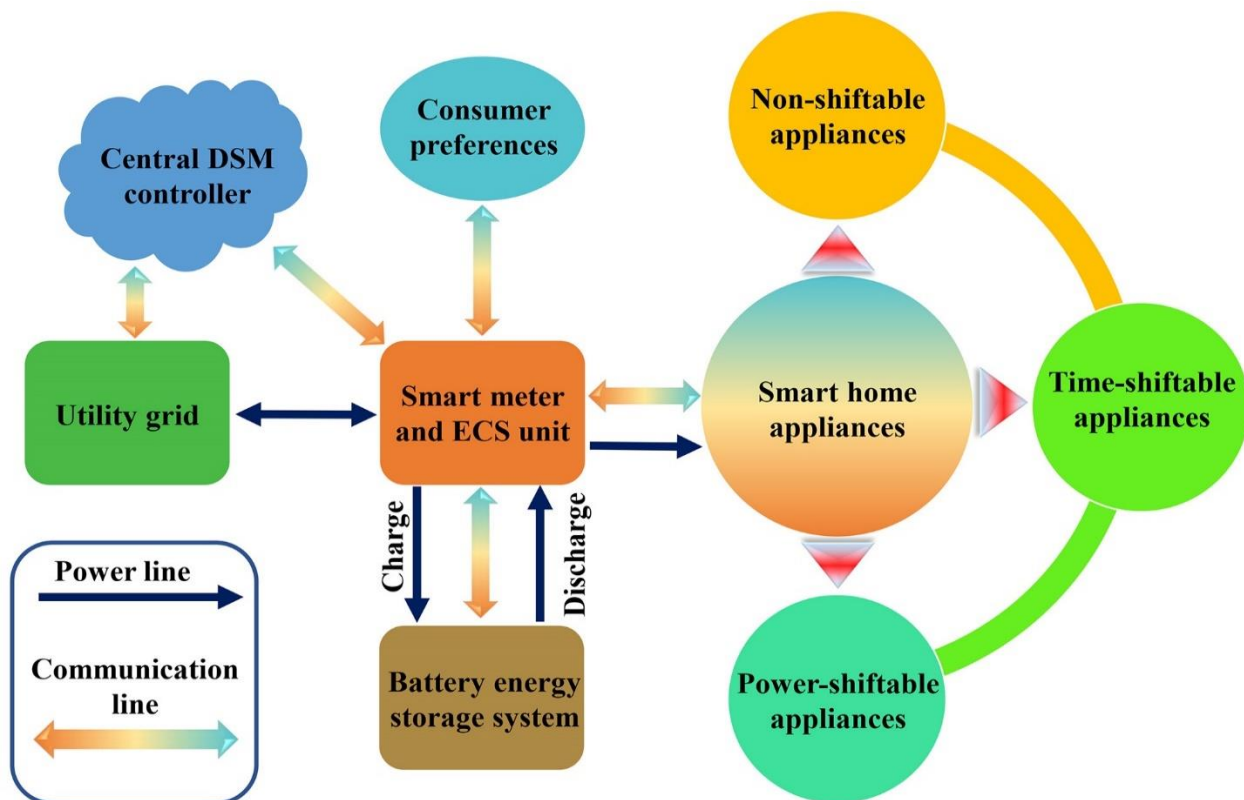 Central DSM
controller
Consumer
preferences
Non-shiftable
appliances
Utility grid
Smart meter
and ECS unit
Smart home
appliances
Time-shiftable
appliances
Charge
Discharge
Power line
Communication
line
Battery energy
storage system
Power-shiftable
appliances